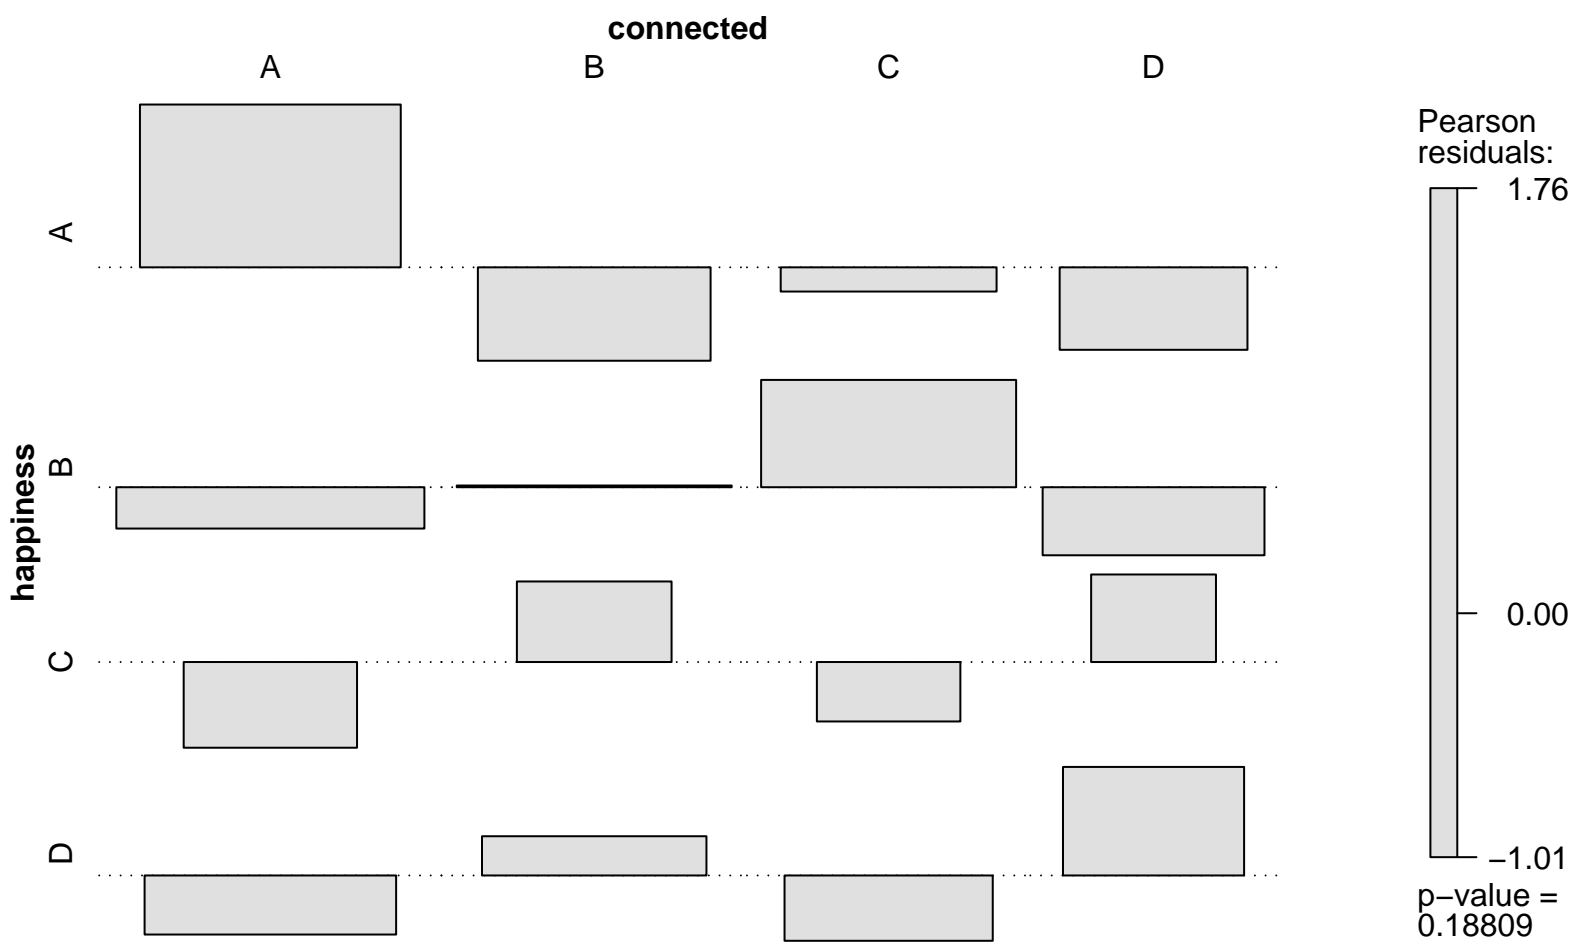 connected
A B C D
A
B
C
D
happiness
Pearson
residuals:
1.76
0.00
−1.01
p−value =
0.18809